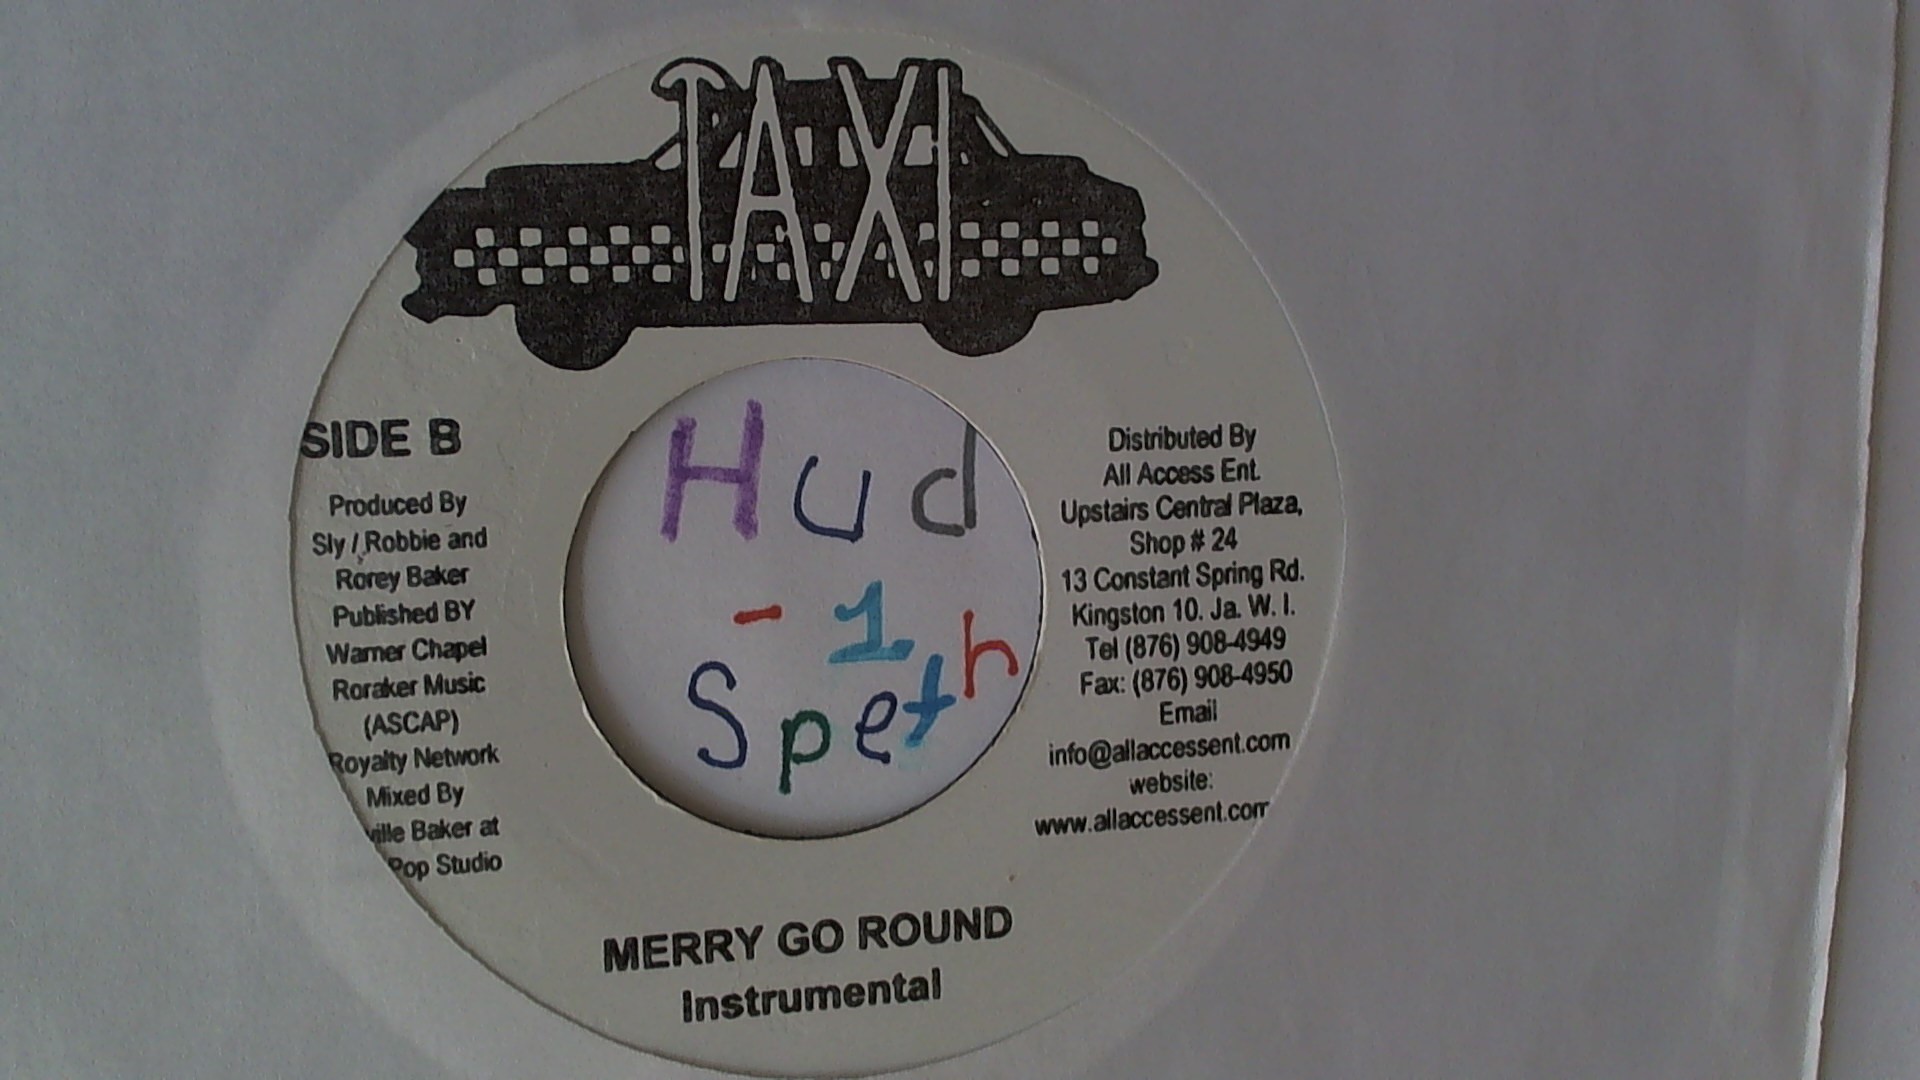 TAXI
SIDE B
Produced By
Sly / Robbie and
Rorey Baker
Published BY
Warner Chapel
Roraker Music
(ASCAP)
Royalty Network
Mixed By
ville Baker at
Pop Studio
Hud
- 1
Speth
Distributed By
All Access Ent.
Upstairs Central Plaza,
Shop # 24
13 Constant Spring Rd.
Kingston 10. Ja. W. I.
Tel (876) 908-4949
Fax: (876) 908-4950
Email
info@allaccessent.com
website:
www.allaccessent.com
MERRY GO ROUND
Instrumental